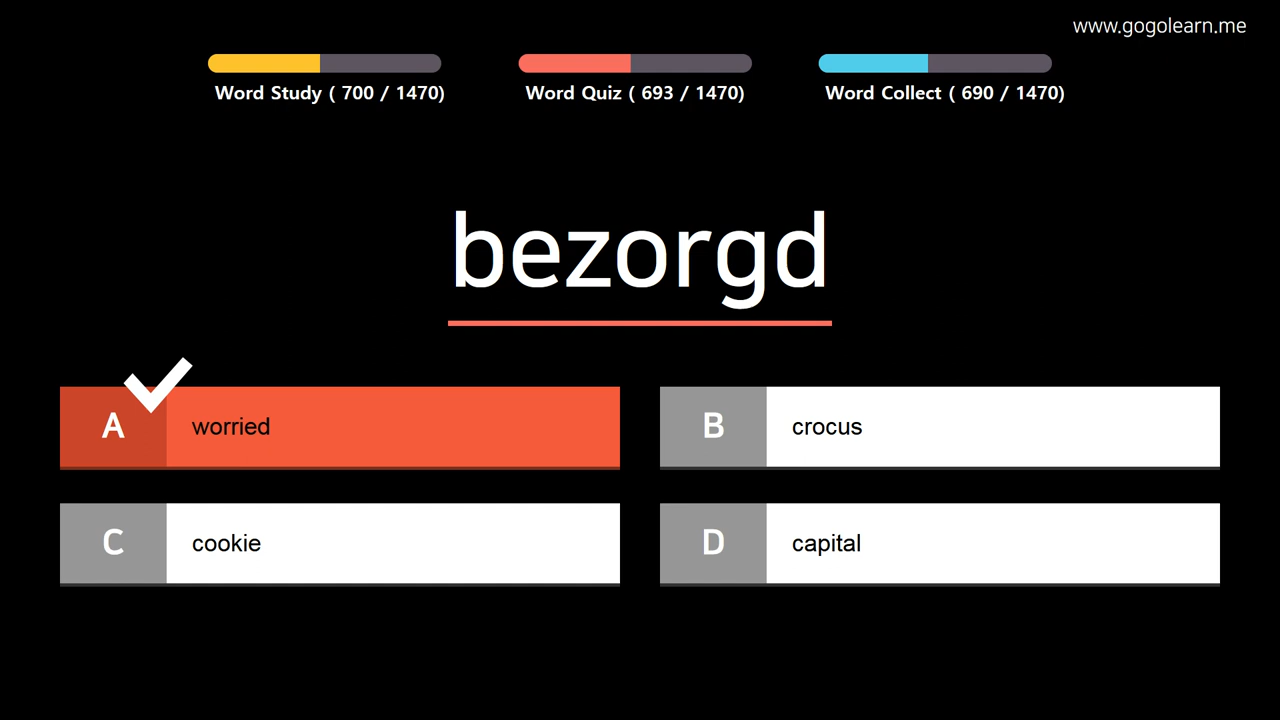 www.gogolearn.me
Word Study ( 700 / 1470)
Word Quiz ( 693 / 1470)
Word Collect ( 690 / 1470)
bezorgd
A worried
B crocus
C cookie
D capital